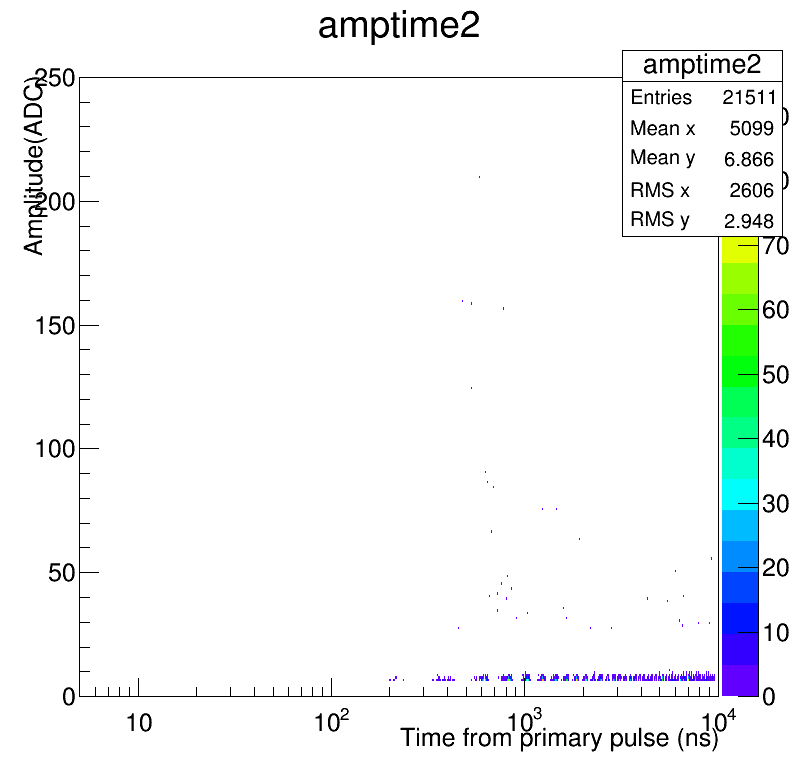 amptime2
amptime2
Entries 21511
Mean x 5099
Mean y 6.866
RMS x 2606
RMS y 2.948
Amplitude(ADC)
250
200
150
100
50
0
10
10²
10³
10⁴
Time from primary pulse (ns)
70
60
50
40
30
20
10
0